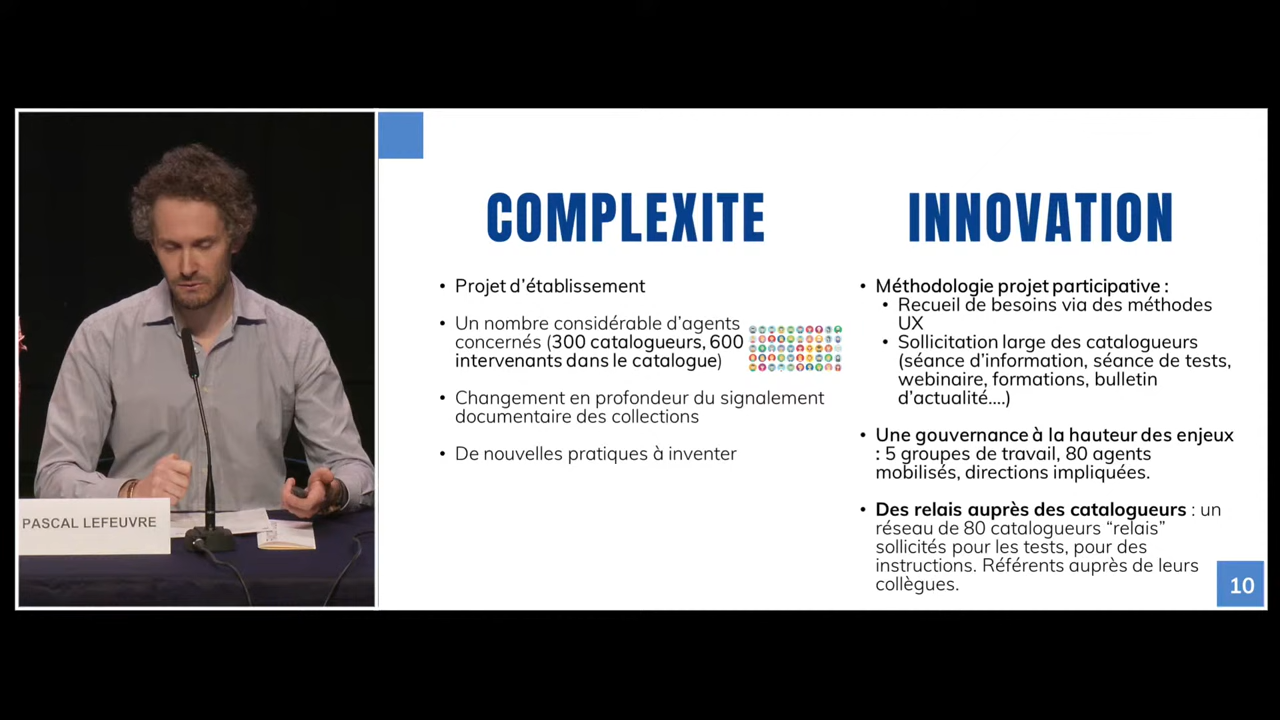 PASCAL LEFEUVRE
COMPLEXITE
• Projet d’établissement
• Un nombre considérable d’agents
concernés (300 catalogueurs, 600
intervenants dans le catalogue)
• Changement en profondeur du signalement
documentaire des collections
• De nouvelles pratiques à inventer
INNOVATION
• Méthodologie projet participative :
• Recueil de besoins via des méthodes
UX
• Sollicitation large des catalogueurs
(séance d’information, séance de tests,
webinaire, formations, bulletin
d’actualité....)
• Une gouvernance à la hauteur des enjeux
: 5 groupes de travail, 80 agents
mobilisés, directions impliquées.
• Des relais auprès des catalogueurs : un
réseau de 80 catalogueurs “relais”
sollicités pour les tests, pour des
instructions. Référents auprès de leurs
collègues.
10